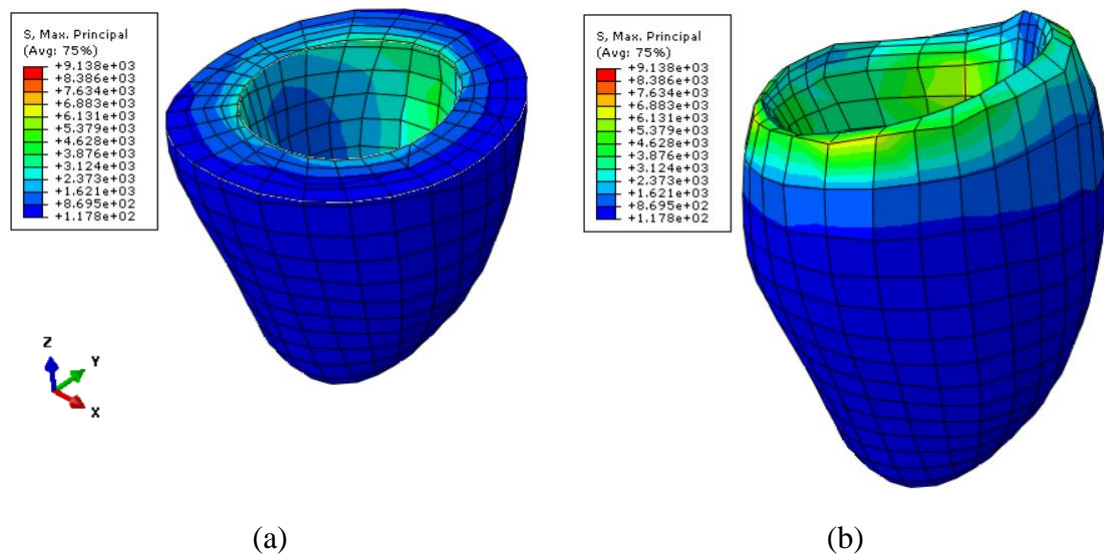 S, Max. Principal
(Avg: 75%)
+9.138e+03
+8.386e+03
+7.634e+03
+6.883e+03
+6.131e+03
+5.379e+03
+4.628e+03
+3.876e+03
+3.124e+03
+2.373e+03
+1.621e+03
+8.695e+02
+1.178e+02
Z
Y
X
(a)
S, Max. Principal
(Avg: 75%)
+9.138e+03
+8.386e+03
+7.634e+03
+6.883e+03
+6.131e+03
+5.379e+03
+4.628e+03
+3.876e+03
+3.124e+03
+2.373e+03
+1.621e+03
+8.695e+02
+1.178e+02
(b)